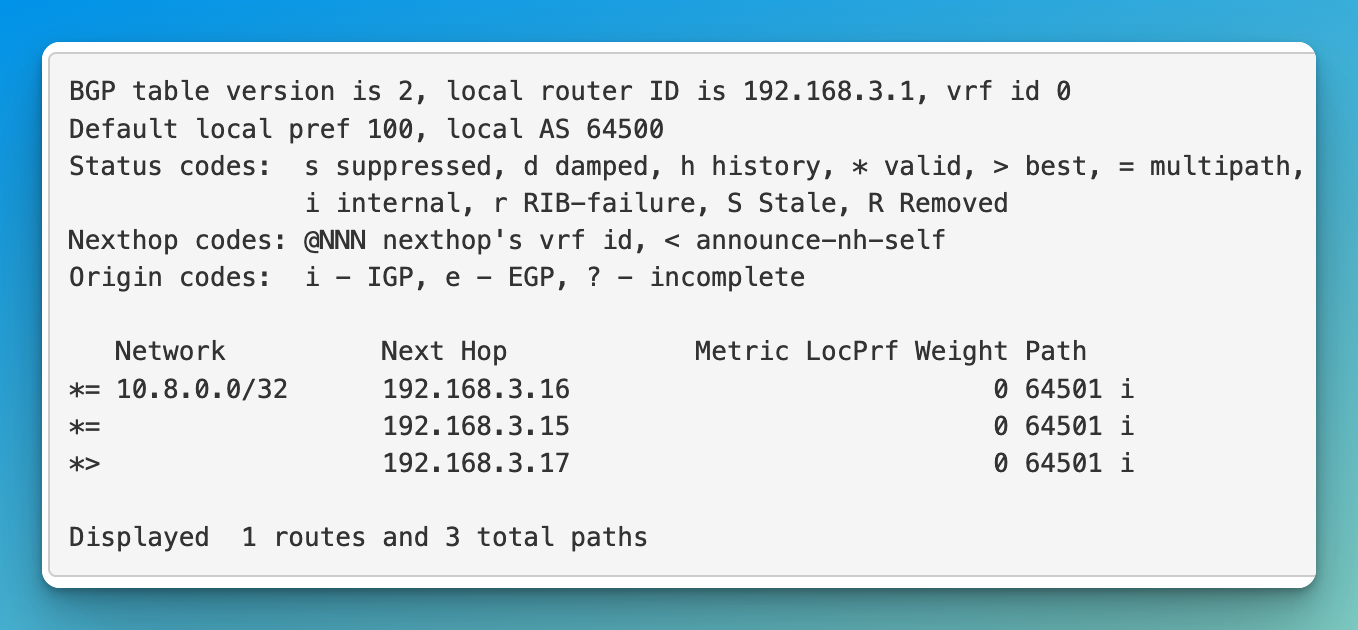 BGP table version is 2, local router ID is 192.168.3.1, vrf id 0
Default local pref 100, local AS 64500
Status codes:  s suppressed, d damped, h history, * valid, > best, = multipath,
               i internal, r RIB-failure, S Stale, R Removed
Nexthop codes: @NNN nexthop's vrf id, < announce-nh-self
Origin codes:  i - IGP, e - EGP, ? - incomplete

   Network          Next Hop            Metric LocPrf Weight Path
*= 10.8.0.0/32      192.168.3.16                           0 64501 i
*=                  192.168.3.15                           0 64501 i
*>                  192.168.3.17                           0 64501 i

Displayed  1 routes and 3 total paths